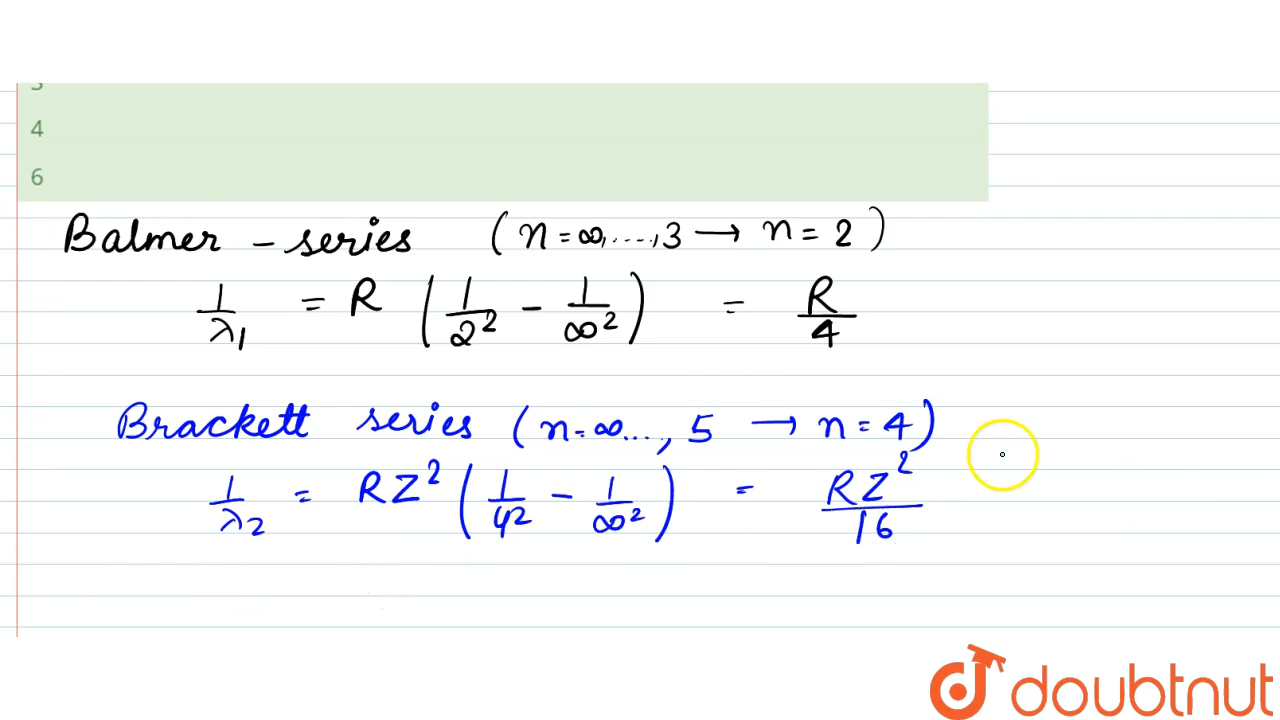 4
6
Balmer - series ( n = ∞, ...., 3 → n = 2 )
1/λ1 = R ( 1/2² - 1/∞² ) = R/4
Brackett series ( n = ∞ ..., 5 → n = 4 )
1/λ2 = RZ² ( 1/4² - 1/∞² ) = RZ²/16
doubtnut